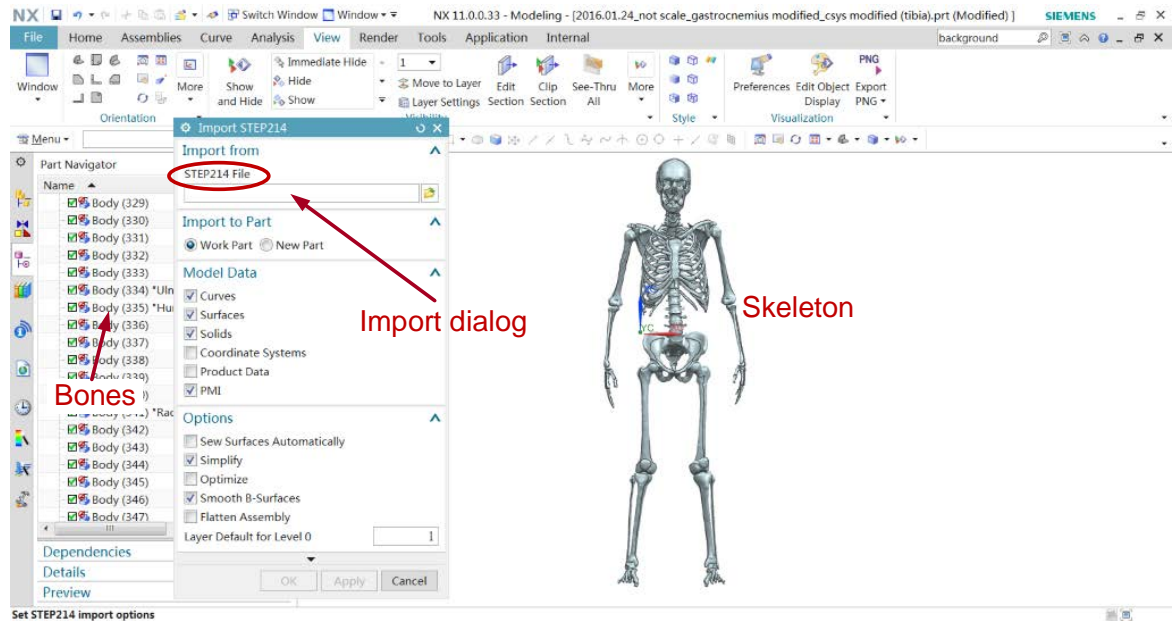 NX Switch Window Window NX 11.0.0.33 - Modeling - [2016.01.24_not scale_gastrocnemius modified_csys modified (tibia).prt (Modified) ] SIEMENS
File Home Assemblies Curve Analysis View Render Tools Application Internal background
Window
Orientation
More
Show and Hide
Immediate Hide
Hide
Show
1
Move to Layer
Layer Settings
Edit Section
Clip Section
See-Thru All
More
Style
Preferences
Edit Object Display
PNG
Export PNG
Visualization
Menu
Part Navigator
Name
Body (329)
Body (330)
Body (331)
Body (332)
Body (333)
Body (334) "Uln
Body (335) "Hu
Body (336)
Body (337)
Body (338)
Body (339)
Bones
Body (342)
Body (343)
Body (344)
Body (345)
Body (346)
Body (347)
Dependencies
Details
Preview
Import STEP214
Import from
STEP214 File
Import to Part
Work Part New Part
Model Data
Curves
Surfaces
Solids
Coordinate Systems
Product Data
PMI
Options
Sew Surfaces Automatically
Simplify
Optimize
Smooth B-Surfaces
Flatten Assembly
Layer Default for Level 0 1
OK Apply Cancel
Import dialog
Skeleton
YC
Set STEP214 import options